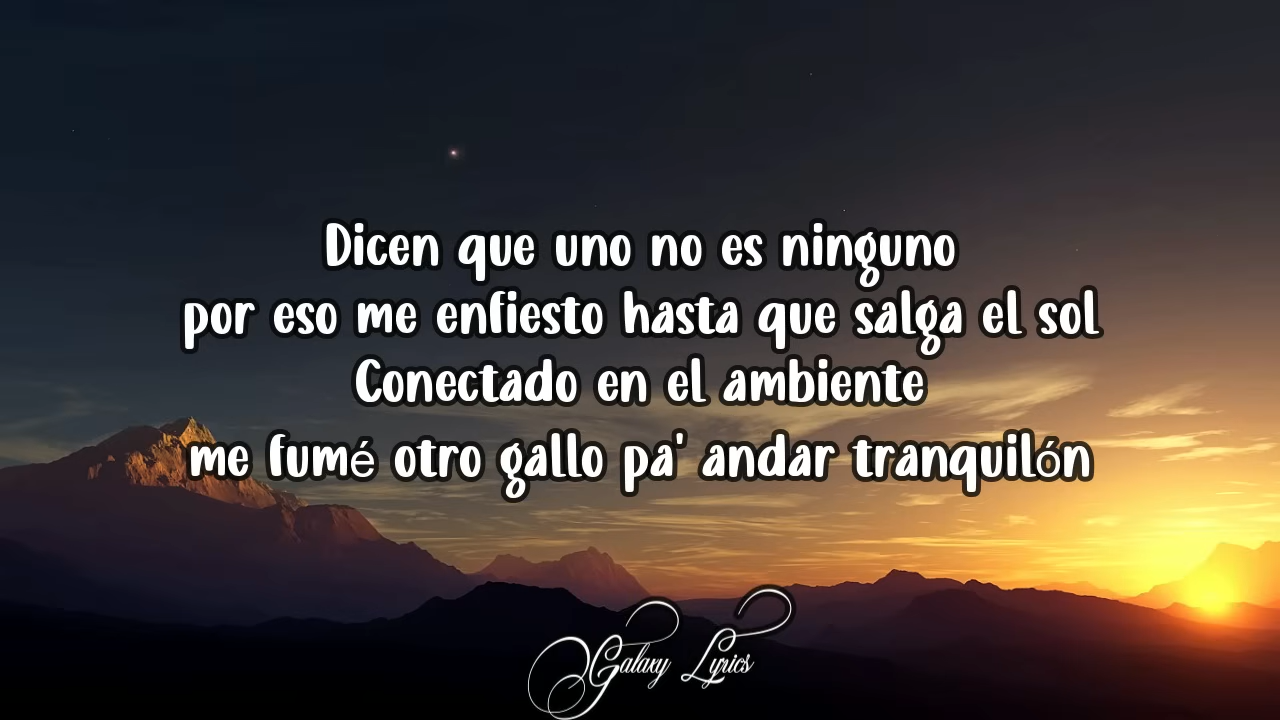 Dicen que uno no es ninguno
por eso me enfiesto hasta que salga el sol
Conectado en el ambiente
me fumé otro gallo pa' andar tranquilón
Galaxy Lyrics